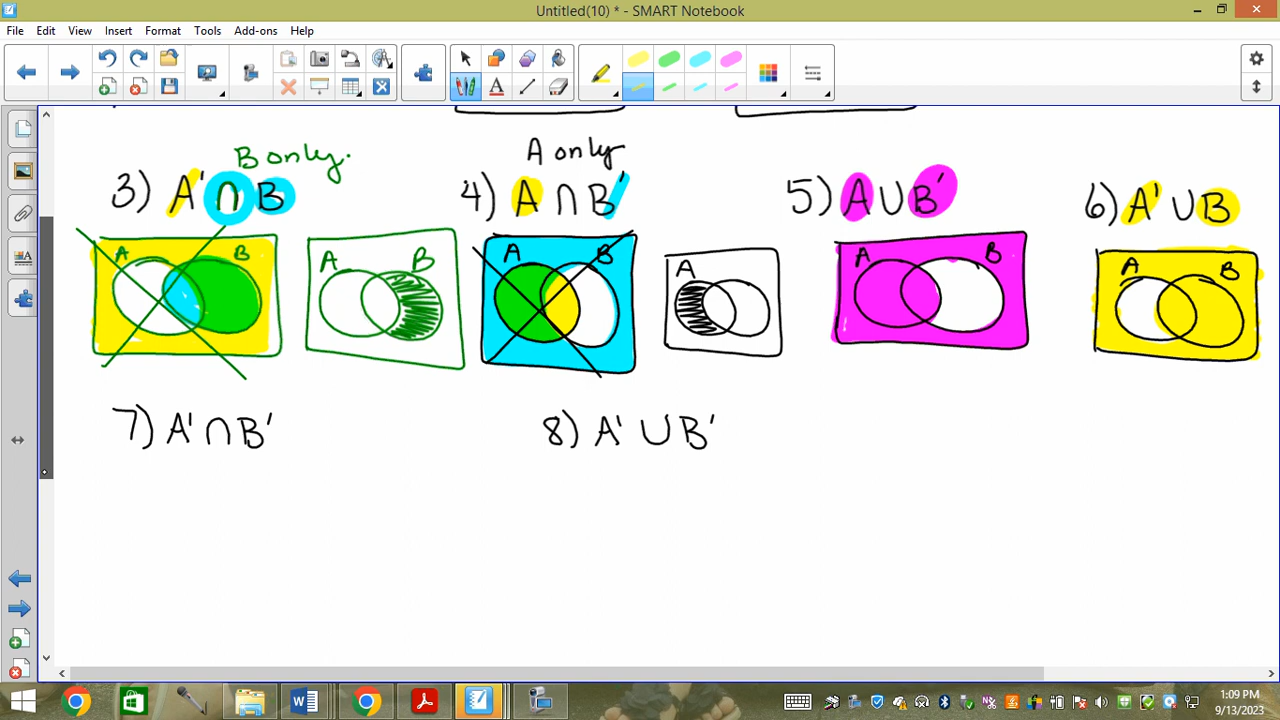 Untitled(10) * - SMART Notebook
File Edit View Insert Format Tools Add-ons Help
B only.
A only
3) A' ∩ B
4) A ∩ B'
5) A ∪ B'
6) A' ∪ B
A B
A B
A B
A
A B
A B
7) A' ∩ B'
8) A' ∪ B'
1:09 PM
9/13/2023